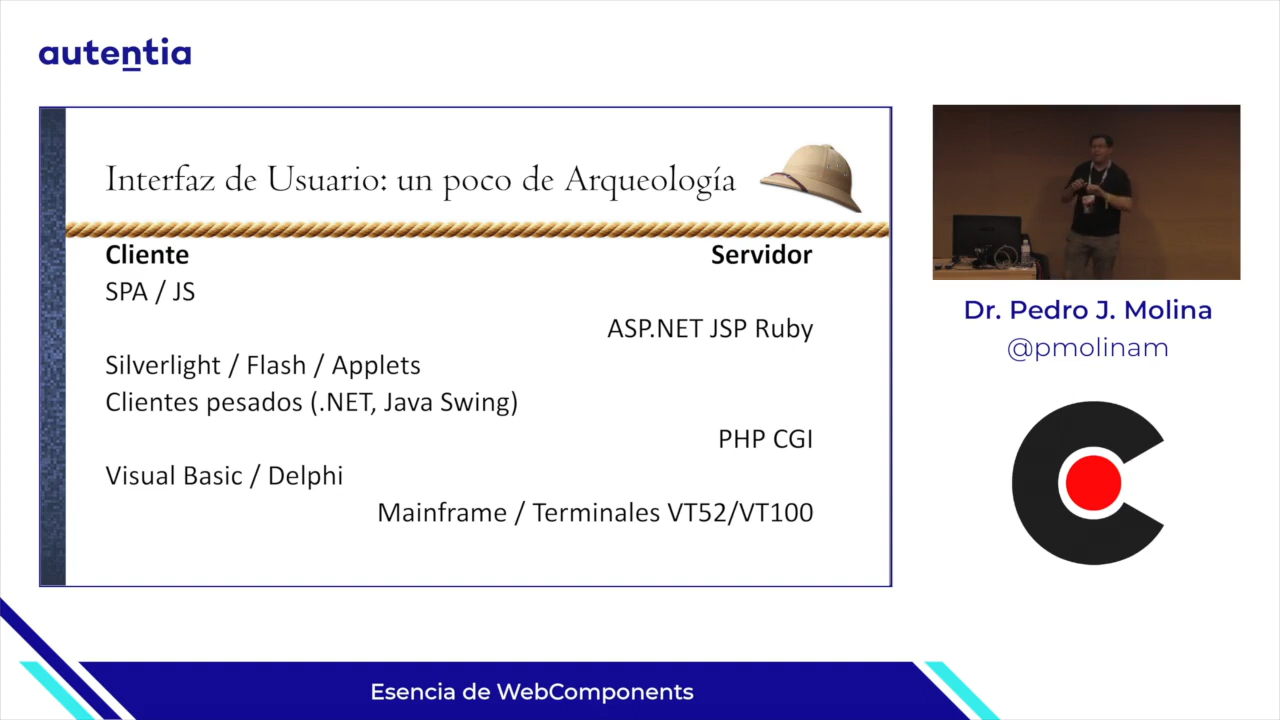 autentia
Interfaz de Usuario: un poco de Arqueología
Cliente Servidor
SPA / JS
ASP.NET JSP Ruby
Silverlight / Flash / Applets
Clientes pesados (.NET, Java Swing)
PHP CGI
Visual Basic / Delphi
Mainframe / Terminales VT52/VT100
Dr. Pedro J. Molina
@pmolinam
Esencia de WebComponents